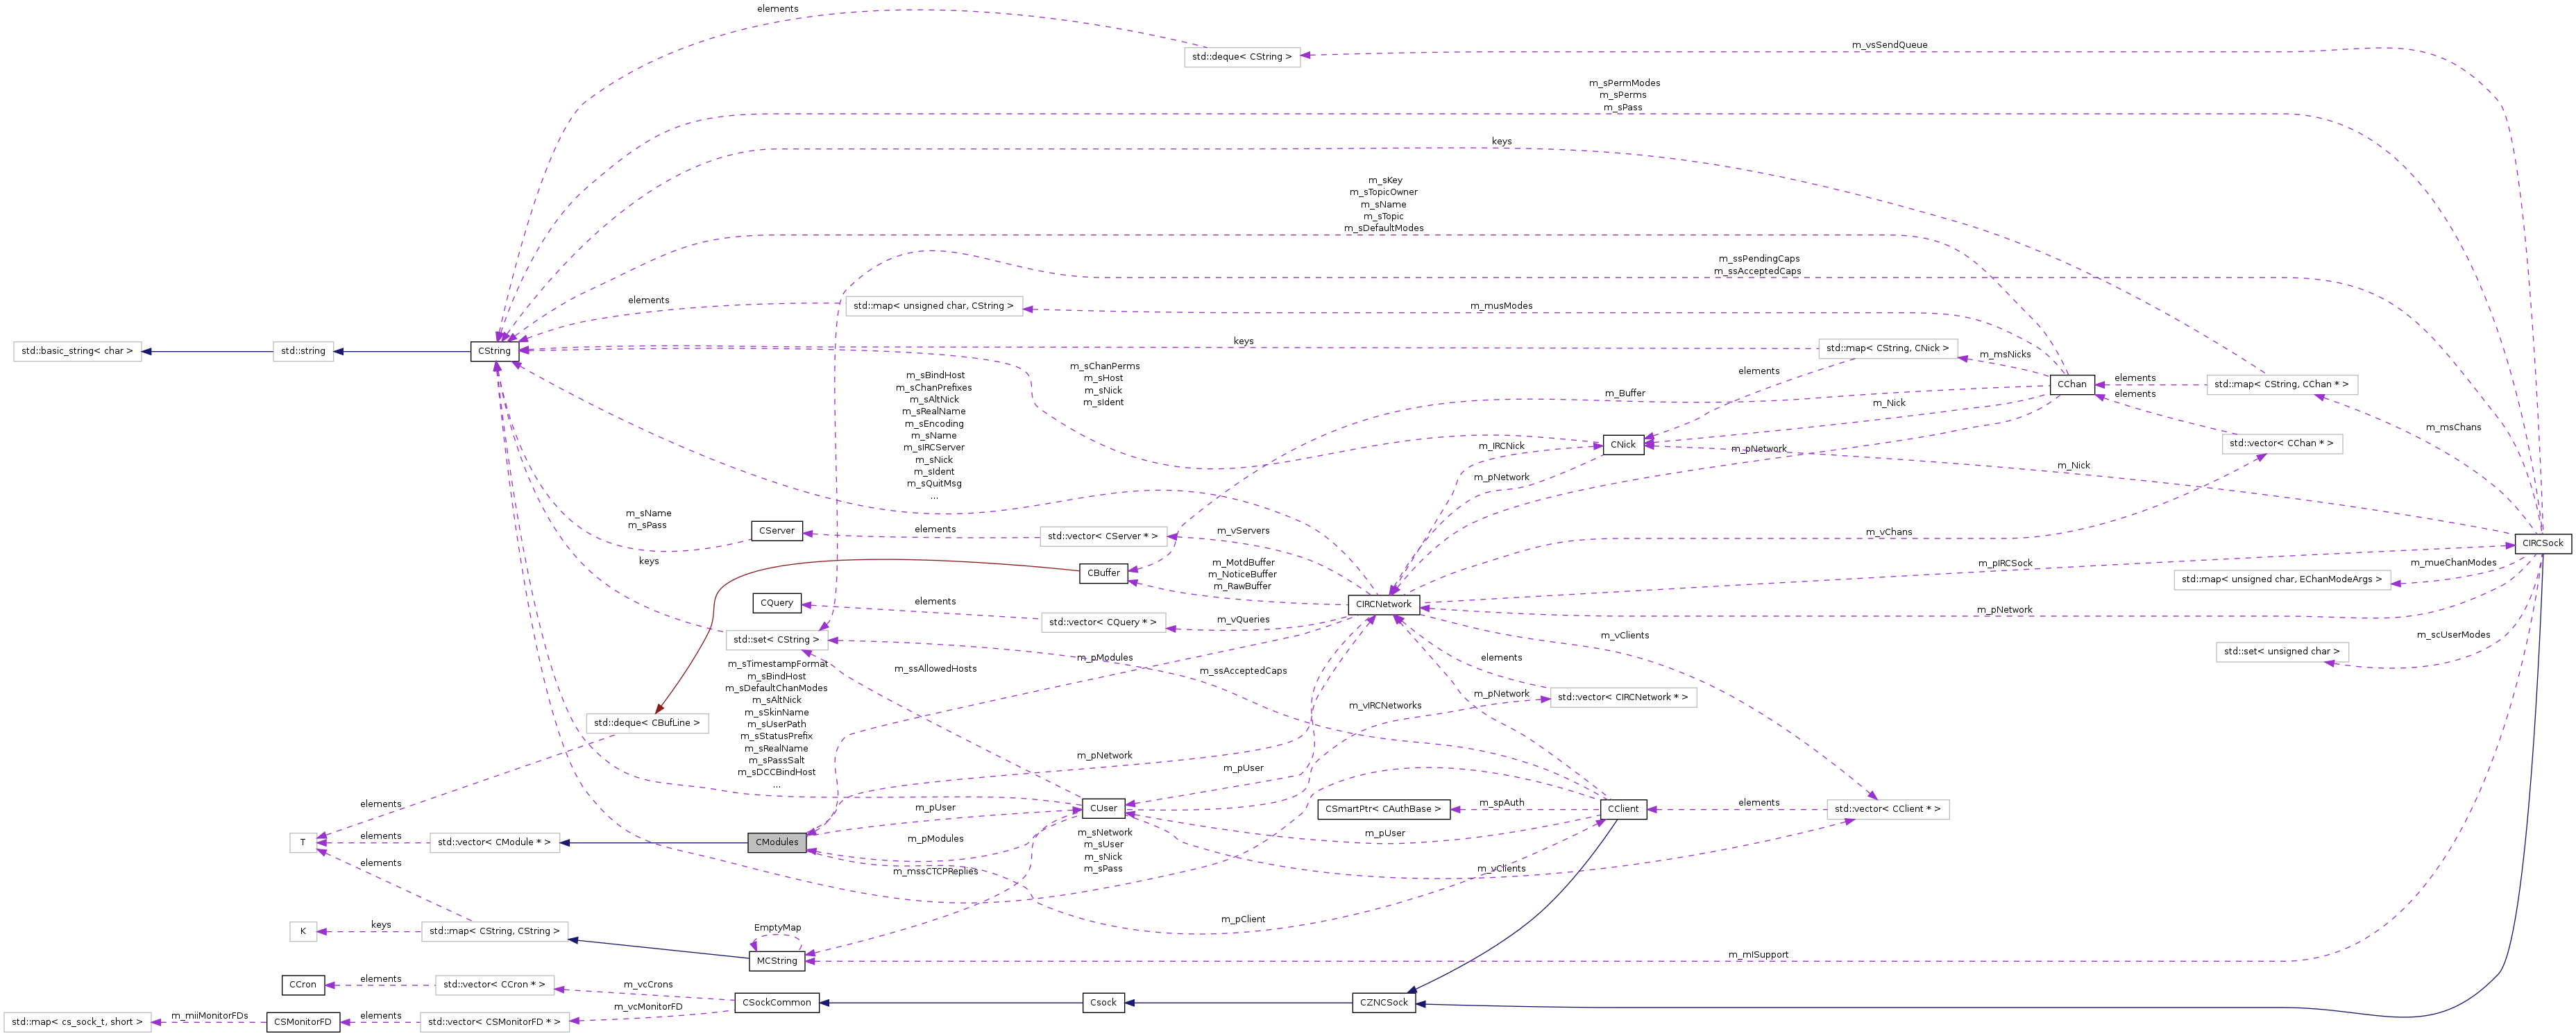 elements
m_vsSendQueue
std::deque< CString >
m_sPermModes
m_sPerms
m_sPass
keys
m_sKey
m_sTopicOwner
m_sName
m_sTopic
m_sDefaultModes
m_ssPendingCaps
m_ssAcceptedCaps
elements
std::map< unsigned char, CString >
m_musModes
std::basic_string< char >
std::string
CString
keys
std::map< CString, CNick >
m_msNicks
elements
m_sChanPerms
m_sHost
m_sNick
m_sIdent
m_sBindHost
m_sChanPrefixes
m_sAltNick
m_sRealName
m_sEncoding
m_sName
m_sIRCServer
m_sNick
m_sIdent
m_sQuitMsg
...
CChan
elements
std::map< CString, CChan * >
elements
m_Buffer
m_Nick
m_msChans
CNick
m_IRCNick
m_pNetwork
std::vector< CChan * >
m_Nick
m_pNetwork
m_sName
m_sPass
CServer
elements
std::vector< CServer * >
m_vServers
m_vChans
CIRCSock
keys
CBuffer
m_MotdBuffer
m_NoticeBuffer
m_RawBuffer
m_pIRCSock
m_mueChanModes
std::map< unsigned char, EChanModeArgs >
CQuery
elements
std::vector< CQuery * >
m_vQueries
CIRCNetwork
m_pNetwork
std::set< CString >
m_vClients
m_scUserModes
std::set< unsigned char >
m_sTimestampFormat
m_sBindHost
m_sDefaultChanModes
m_sAltNick
m_sSkinName
m_sUserPath
m_sStatusPrefix
m_sRealName
m_sPassSalt
m_sDCCBindHost
...
m_ssAllowedHosts
m_pModules
m_ssAcceptedCaps
elements
m_pNetwork
std::vector< CIRCNetwork * >
m_vIRCNetworks
std::deque< CBufLine >
m_pNetwork
m_pUser
elements
m_pUser
CUser
CSmartPtr< CAuthBase >
m_spAuth
CClient
elements
std::vector< CClient * >
T
elements
std::vector< CModule * >
CModules
m_pModules
m_sNetwork
m_sUser
m_sNick
m_sPass
m_pUser
elements
m_mssCTCPReplies
m_vClients
K
keys
std::map< CString, CString >
EmptyMap
MCString
m_pClient
m_mISupport
CCron
elements
std::vector< CCron * >
m_vcCrons
CSockCommon
Csock
CZNCSock
std::map< cs_sock_t, short >
m_miiMonitorFDs
CSMonitorFD
elements
std::vector< CSMonitorFD * >
m_vcMonitorFD